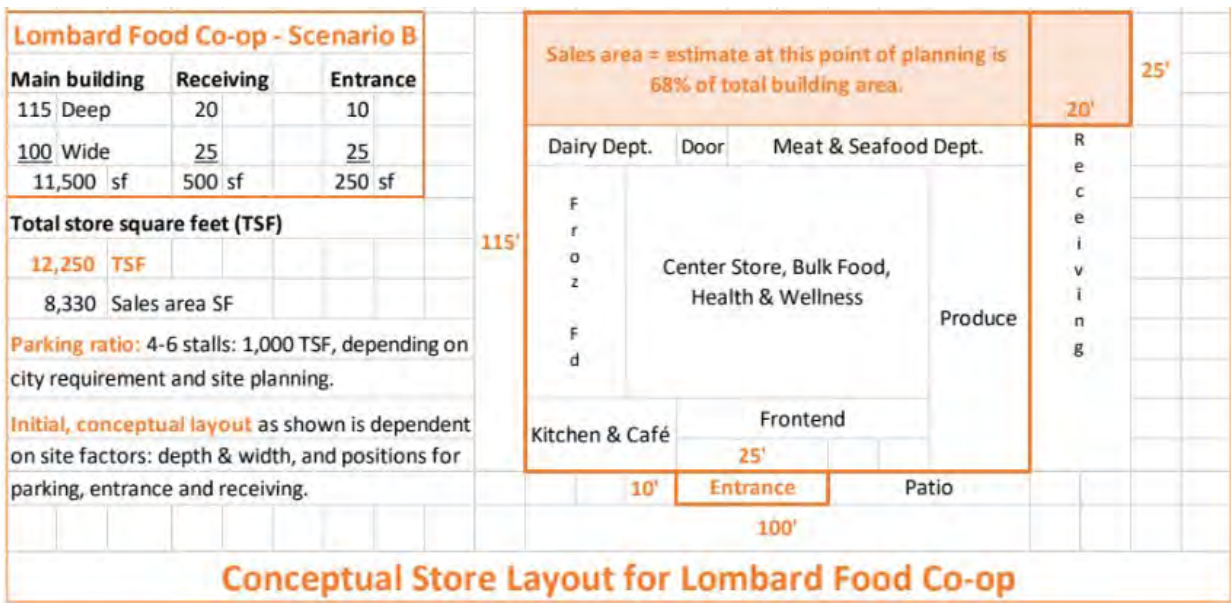 Lombard Food Co-op - Scenario B
Main building Receiving Entrance
115 Deep 20 10
100 Wide 25 25
11,500 sf 500 sf 250 sf
Total store square feet (TSF)
12,250 TSF
8,330 Sales area SF
Parking ratio: 4-6 stalls: 1,000 TSF, depending on
city requirement and site planning.
Initial, conceptual layout as shown is dependent
on site factors: depth & width, and positions for
parking, entrance and receiving.
115'
Sales area = estimate at this point of planning is
68% of total building area.
20'
25'
Dairy Dept. Door Meat & Seafood Dept.
Froz Fd
Center Store, Bulk Food,
Health & Wellness
Produce
Receiving
Kitchen & Café
Frontend
25'
10' Entrance Patio
100'
Conceptual Store Layout for Lombard Food Co-op